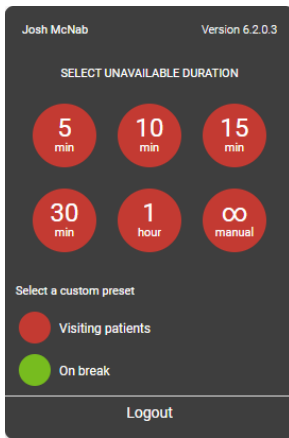 Josh McNab Version 6.2.0.3
SELECT UNAVAILABLE DURATION
5 10 15
min min min
30 1 ∞
min hour manual
Select a custom preset
Visiting patients
On break
Logout